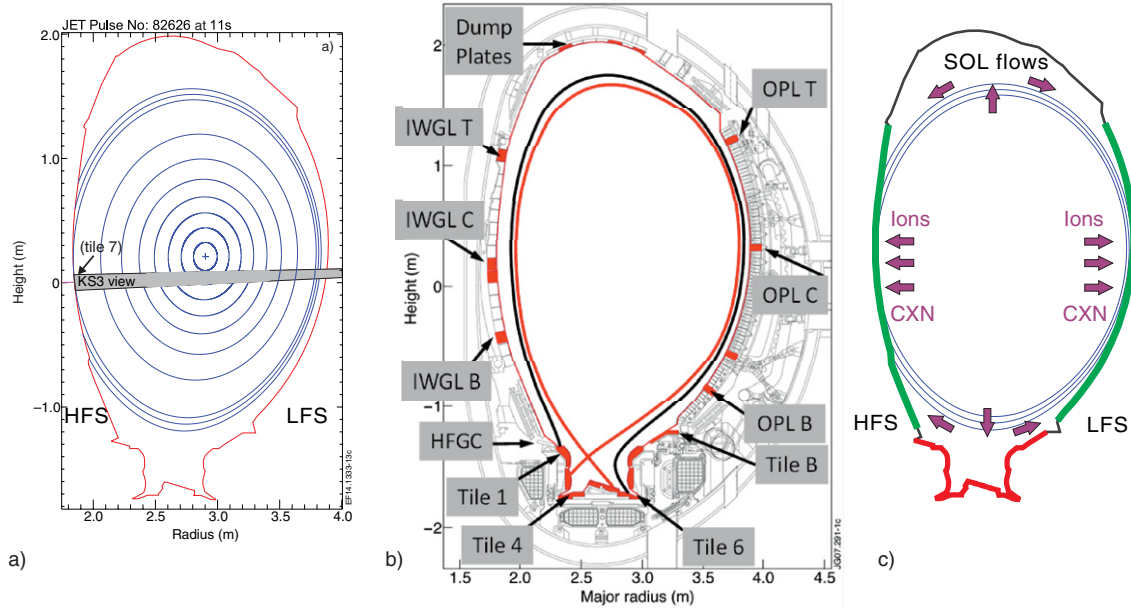 JET Pulse No: 82626 at 11s
a)
2.0
1.0
0
−1.0
Height (m)
(tile 7)
KS3 view
HFS
LFS
2.0
2.5
3.0
3.5
4.0
Radius (m)
EF14.1333-13c
a)
Dump
Plates
OPL T
IWGL T
IWGL C
OPL C
IWGL B
OPL B
HFGC
Tile B
Tile 1
Tile 4
Tile 6
2
1
0
-1
-2
Height (m)
1.5
2.0
2.5
3.0
3.5
4.0
4.5
Major radius (m)
JG07.291-1c
b)
SOL flows
Ions
Ions
CXN
CXN
HFS
LFS
c)